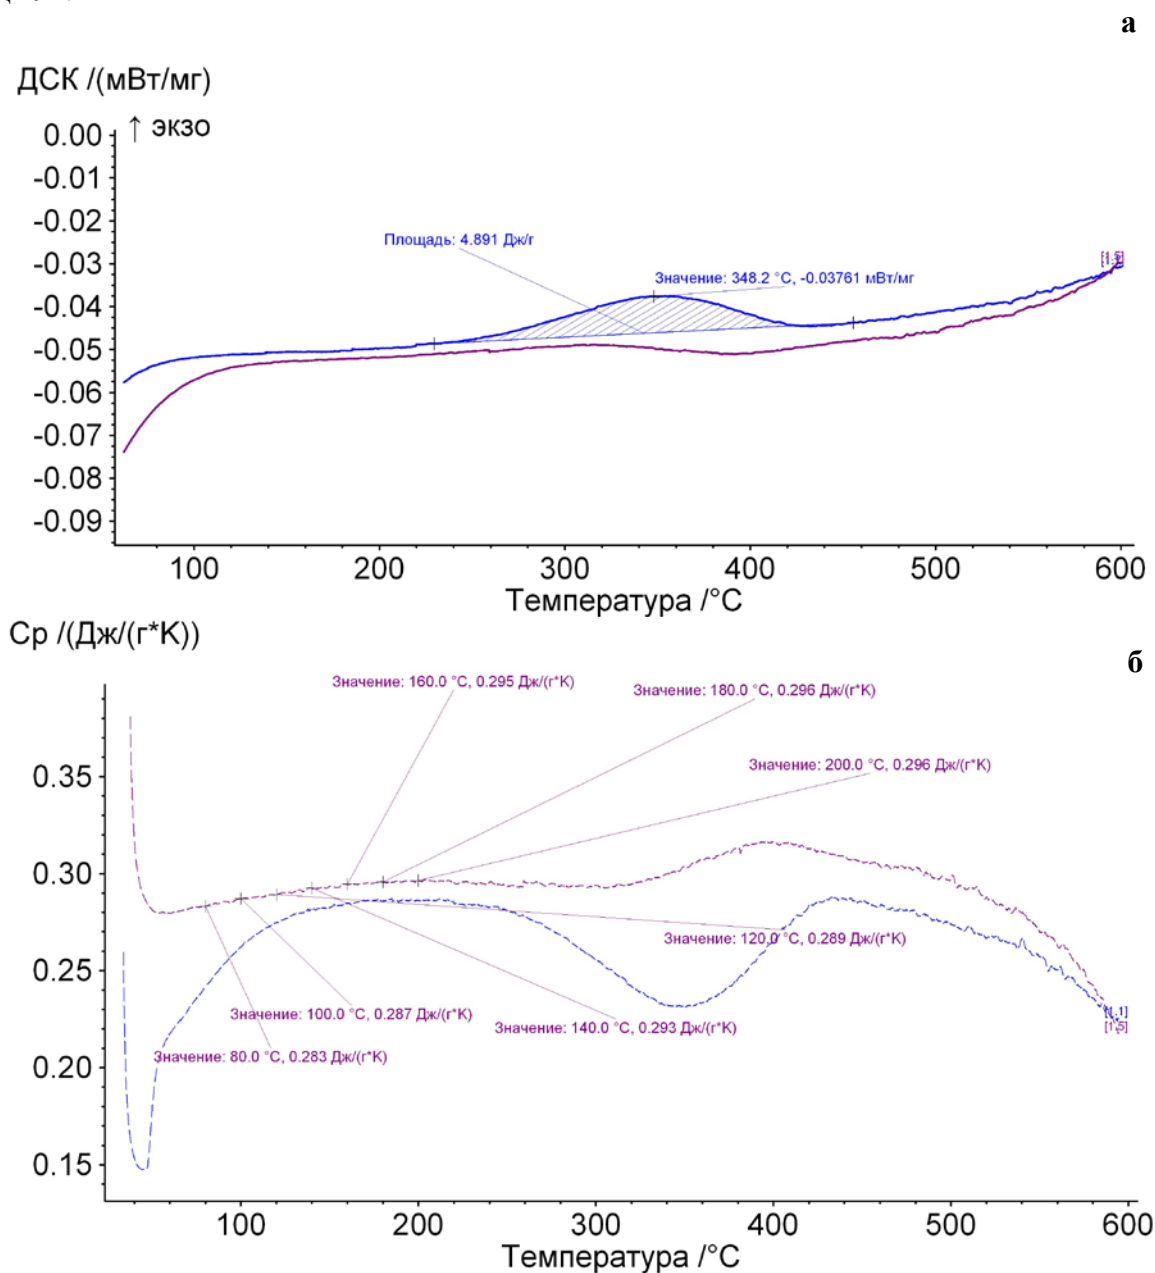 а
ДСК /(мВт/мг)
↑ экзо
0.00
-0.01
-0.02
-0.03
-0.04
-0.05
-0.06
-0.07
-0.08
-0.09
Площадь: 4.891 Дж/г
Значение: 348.2 °C, -0.03761 мВт/мг
100 200 300 400 500 600
Температура /°C
Cp /(Дж/(г*K))
б
Значение: 160.0 °C, 0.295 Дж/(г*K)
Значение: 180.0 °C, 0.296 Дж/(г*K)
Значение: 200.0 °C, 0.296 Дж/(г*K)
0.35
0.30
0.25
0.20
0.15
Значение: 120.0 °C, 0.289 Дж/(г*K)
Значение: 100.0 °C, 0.287 Дж/(г*K)
Значение: 140.0 °C, 0.293 Дж/(г*K)
Значение: 80.0 °C, 0.283 Дж/(г*K)
[1.1]
[1.5]
100 200 300 400 500 600
Температура /°C